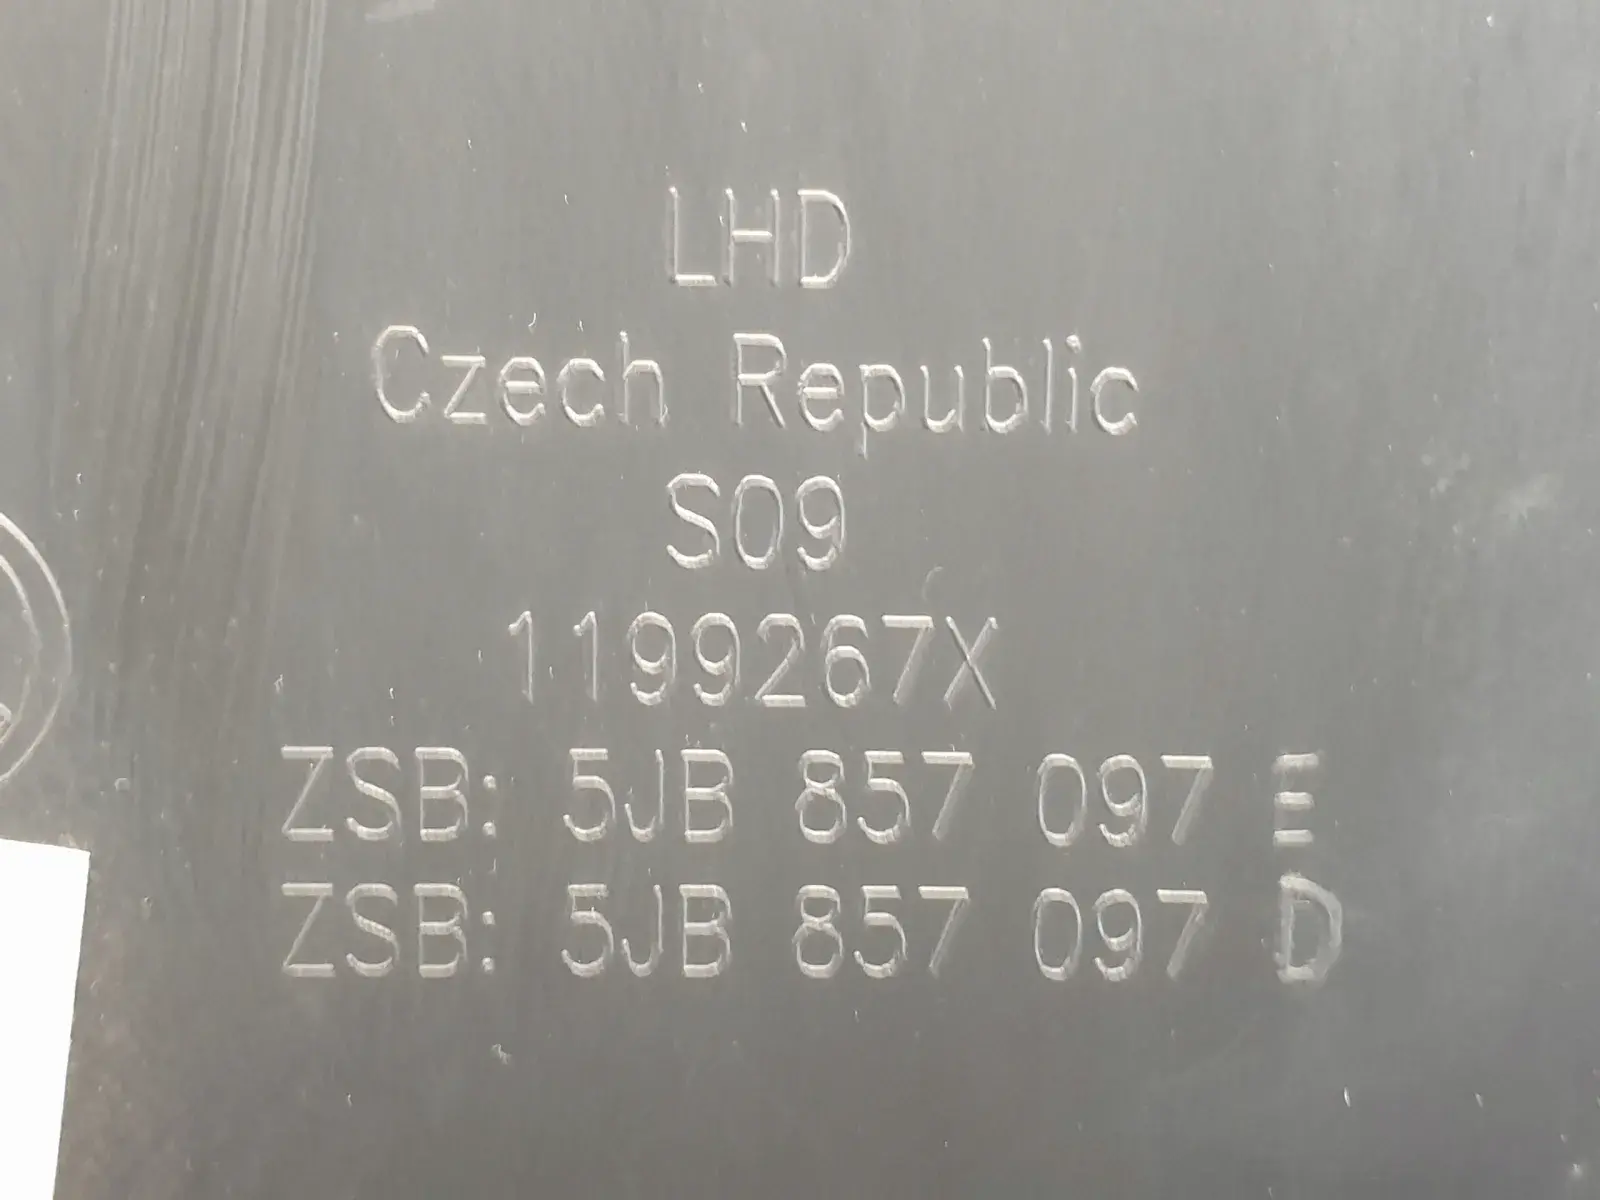 LHD
Czech Republic
S09
1199267X
ZSB: 5JB 857 097 E
ZSB: 5JB 857 097 D